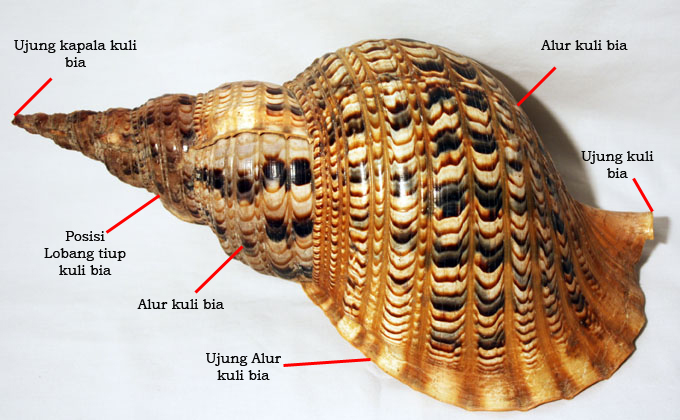 Ujung kapala kuli
bia
Alur kuli bia
Ujung kuli
bia
Posisi
Lobang tiup
kuli bia
Alur kuli bia
Ujung Alur
kuli bia